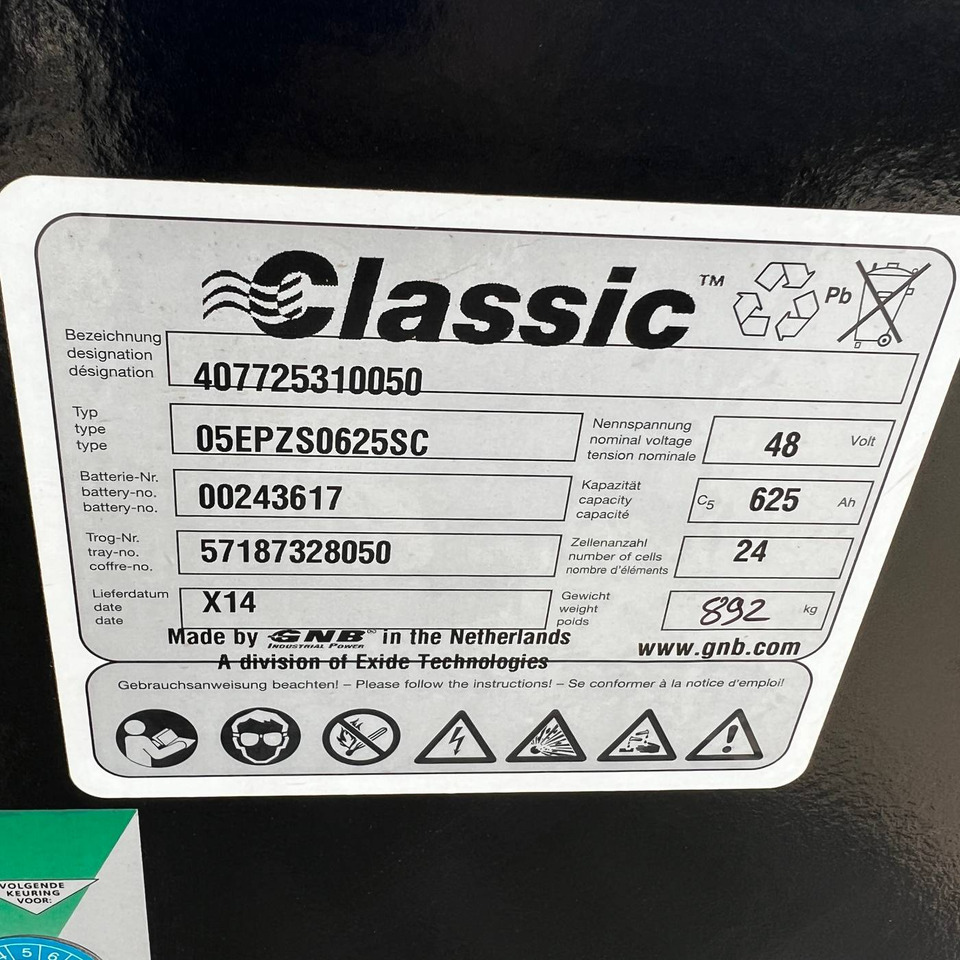 Classic™
Pb
Bezeichnung
designation
désignation
407725310050
Typ
type
type
05EPZS0625SC
Nennspannung
nominal voltage
tension nominale
48 Volt
Batterie-Nr.
battery-no.
battery-no.
00243617
Kapazität
capacity
capacité
C5 625 Ah
Trog-Nr.
tray-no.
coffre-no.
57187328050
Zellenanzahl
number of cells
nombre d'éléments
24
Lieferdatum
date
date
X14
Gewicht
weight
poids
892 kg
Made by GNB® in the Netherlands
INDUSTRIAL POWER
www.gnb.com
A division of Exide Technologies
Gebrauchsanweisung beachten! – Please follow the instructions! – Se conformer à la notice d'emploi!
VOLGENDE
KEURING
VOOR:
5 6